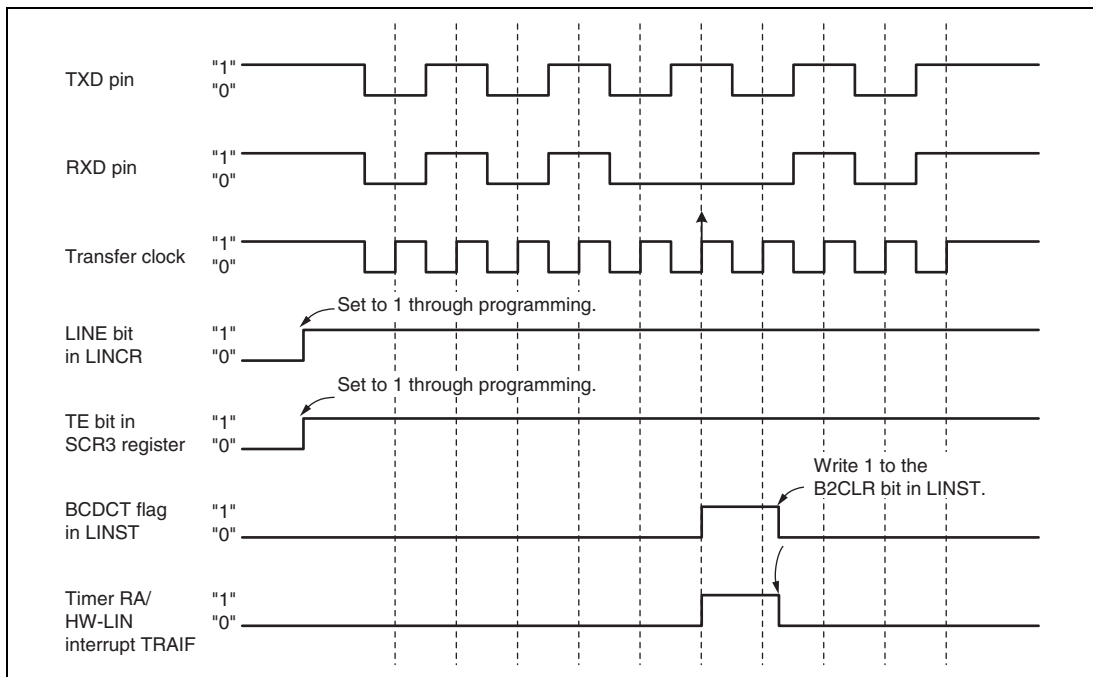 TXD pin
"1"
"0"
RXD pin
"1"
"0"
Transfer clock
"1"
"0"
Set to 1 through programming.
LINE bit
in LINCR
"1"
"0"
Set to 1 through programming.
TE bit in
SCR3 register
"1"
"0"
Write 1 to the
B2CLR bit in LINST.
BCDCT flag
in LINST
"1"
"0"
Timer RA/
HW-LIN
interrupt TRAIF
"1"
"0"